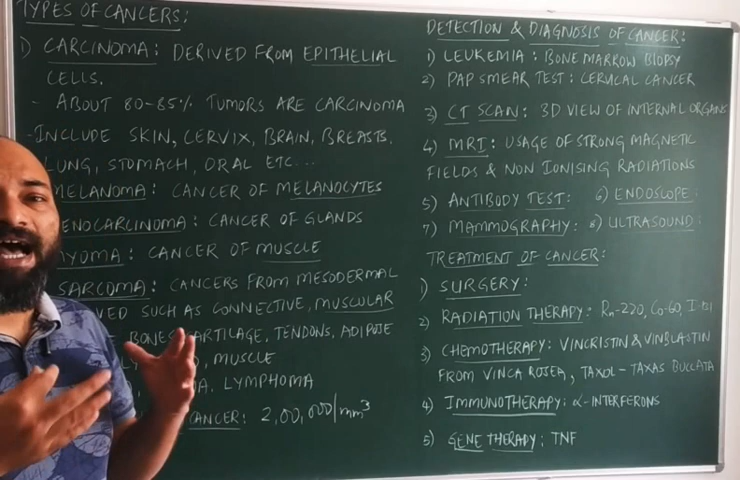 TYPES OF CANCERS:
1) CARCINOMA: DERIVED FROM EPITHELIAL
CELLS.
- ABOUT 80-85% TUMORS ARE CARCINOMA
- INCLUDE SKIN, CERVIX, BRAIN, BREASTS,
LUNG, STOMACH, ORAL ETC...
MELANOMA: CANCER OF MELANOCYTES
ENOCARCINOMA: CANCER OF GLANDS
MYOMA: CANCER OF MUSCLE
SARCOMA: CANCERS FROM MESODERMAL
VED SUCH AS CONNECTIVE, MUSCULAR
BONES, CARTILAGE, TENDONS, ADIPOSE
, MUSCLE
, LYMPHOMA
CANCER: 2,00,000/mm³
DETECTION & DIAGNOSIS OF CANCER:
1) LEUKEMIA: BONE MARROW BIOPSY
2) PAP SMEAR TEST: CERVICAL CANCER
3) CT SCAN: 3D VIEW OF INTERNAL ORGANS
4) MRI: USAGE OF STRONG MAGNETIC
FIELDS & NON IONISING RADIATIONS
5) ANTIBODY TEST: 6) ENDOSCOPE:
7) MAMMOGRAPHY: 8) ULTRASOUND:
TREATMENT OF CANCER:
1) SURGERY:
2) RADIATION THERAPY: Rn-220, Co-60, I-131
3) CHEMOTHERAPY: VINCRISTIN & VINBLASTIN
FROM VINCA ROSEA, TAXOL - TAXAS BUCCATA
4) IMMUNOTHERAPY: α-INTERFERONS
5) GENE THERAPY: TNF